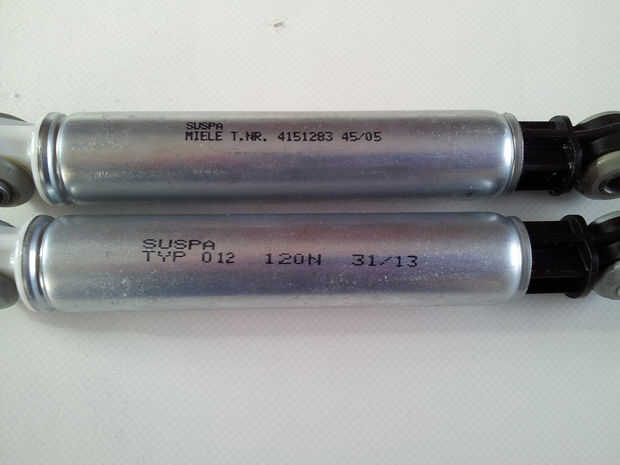 SUSPA
MIELE T.NR. 4151283 45/05
SUSPA
TYP 012 120N 31/13